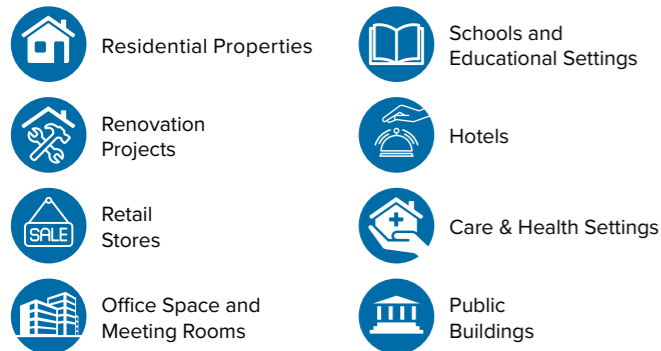 Residential Properties
Schools and
Educational Settings
Renovation
Projects
Hotels
SALE
Retail
Stores
Care & Health Settings
Office Space and
Meeting Rooms
Public
Buildings